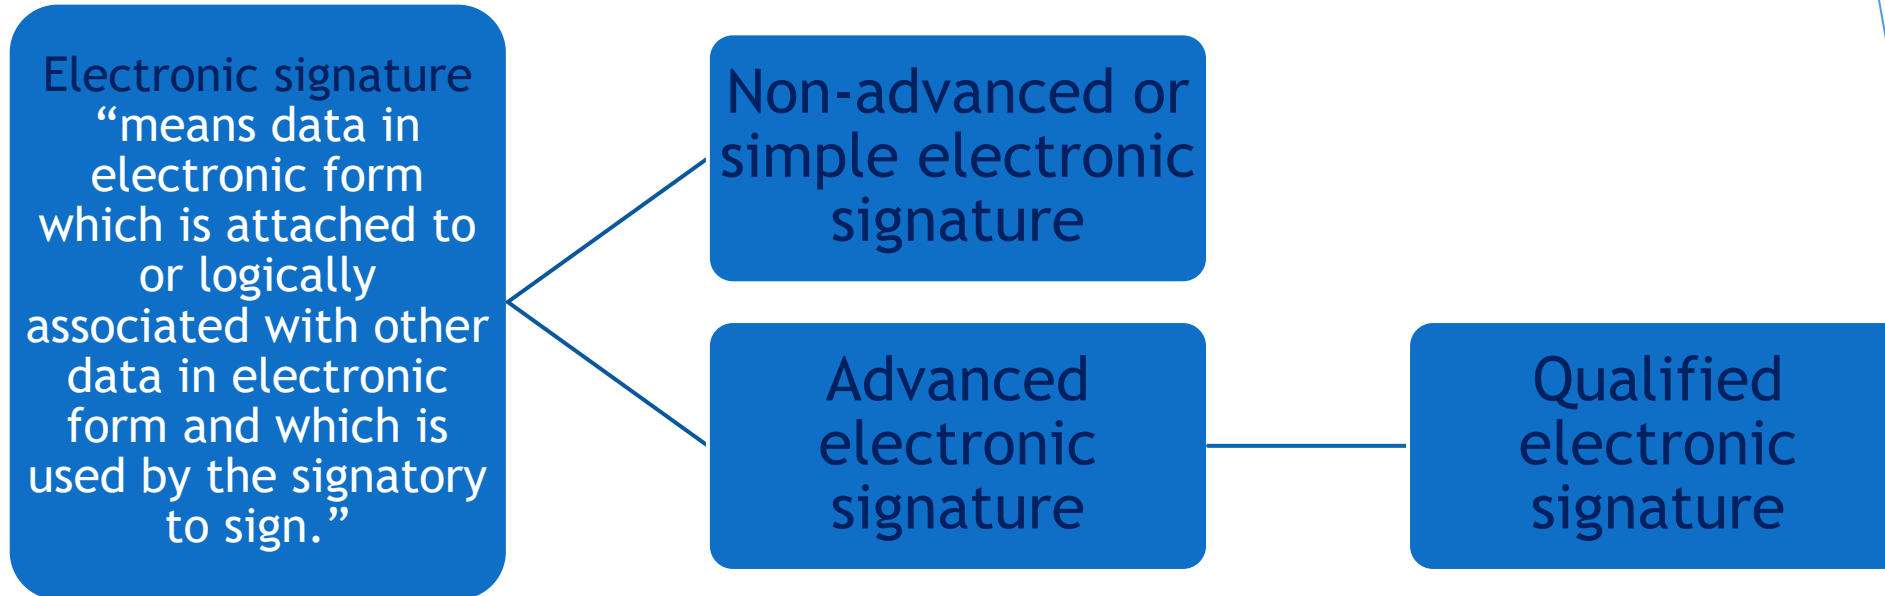 Electronic signature
“means data in
electronic form
which is attached to
or logically
associated with other
data in electronic
form and which is
used by the signatory
to sign.”
Non-advanced or
simple electronic
signature
Advanced
electronic
signature
Qualified
electronic
signature